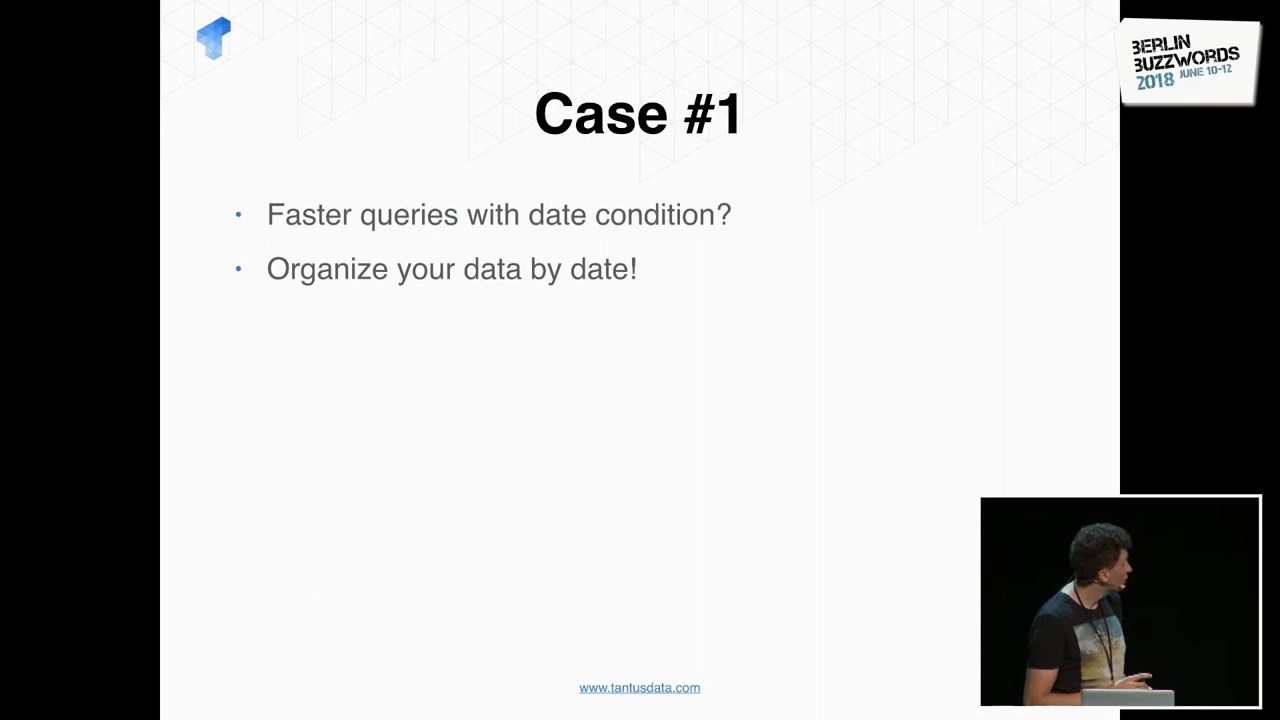 BERLIN
BUZZWORDS
2018 JUNE 10-12
Case #1
• Faster queries with date condition?
• Organize your data by date!
www.tantusdata.com